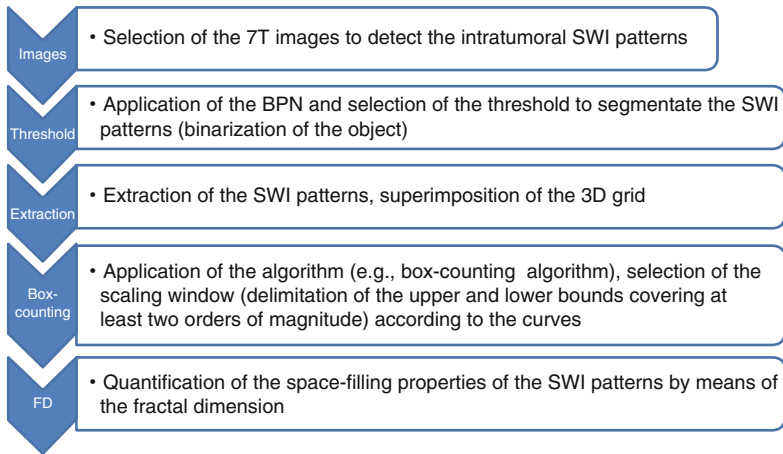 Images
• Selection of the 7T images to detect the intratumoral SWI patterns
Threshold
• Application of the BPN and selection of the threshold to segmentate the SWI
patterns (binarization of the object)
Extraction
• Extraction of the SWI patterns, superimposition of the 3D grid
Box-
counting
• Application of the algorithm (e.g., box-counting algorithm), selection of the
scaling window (delimitation of the upper and lower bounds covering at
least two orders of magnitude) according to the curves
FD
• Quantification of the space-filling properties of the SWI patterns by means of
the fractal dimension